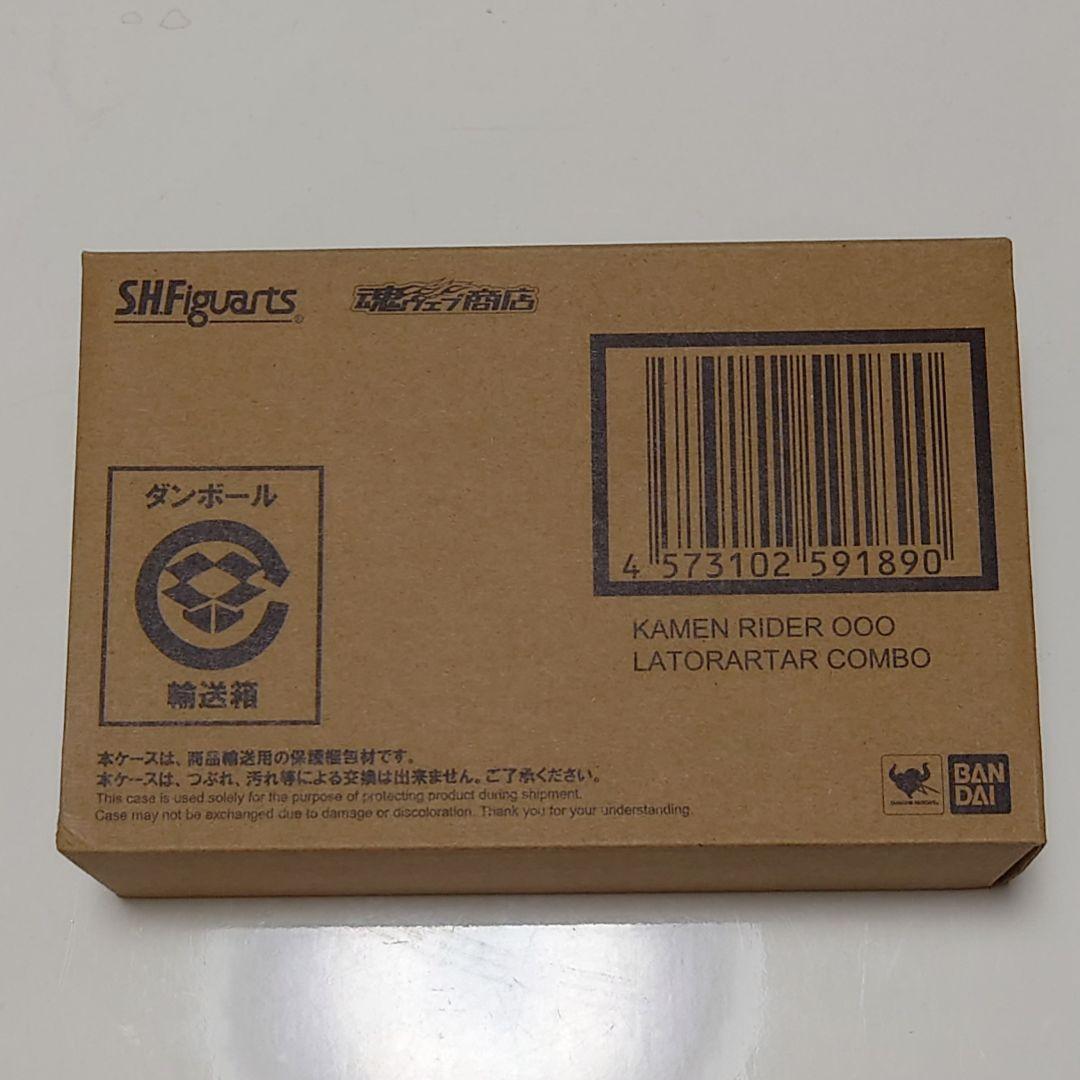 S.H.Figuarts®
魂ウェブ商店
4 573102 591890
KAMEN RIDER OOO
LATORARTAR COMBO
ダンボール
輸送箱
本ケースは、商品輸送用の保護梱包材です。
本ケースは、つぶれ、汚れ等による交換は出来ません。ご了承ください。
This case is used solely for the purpose of protecting product during shipment.
Case may not be exchanged due to damage or discoloration. Thank you for your understanding.
BAN
DAI